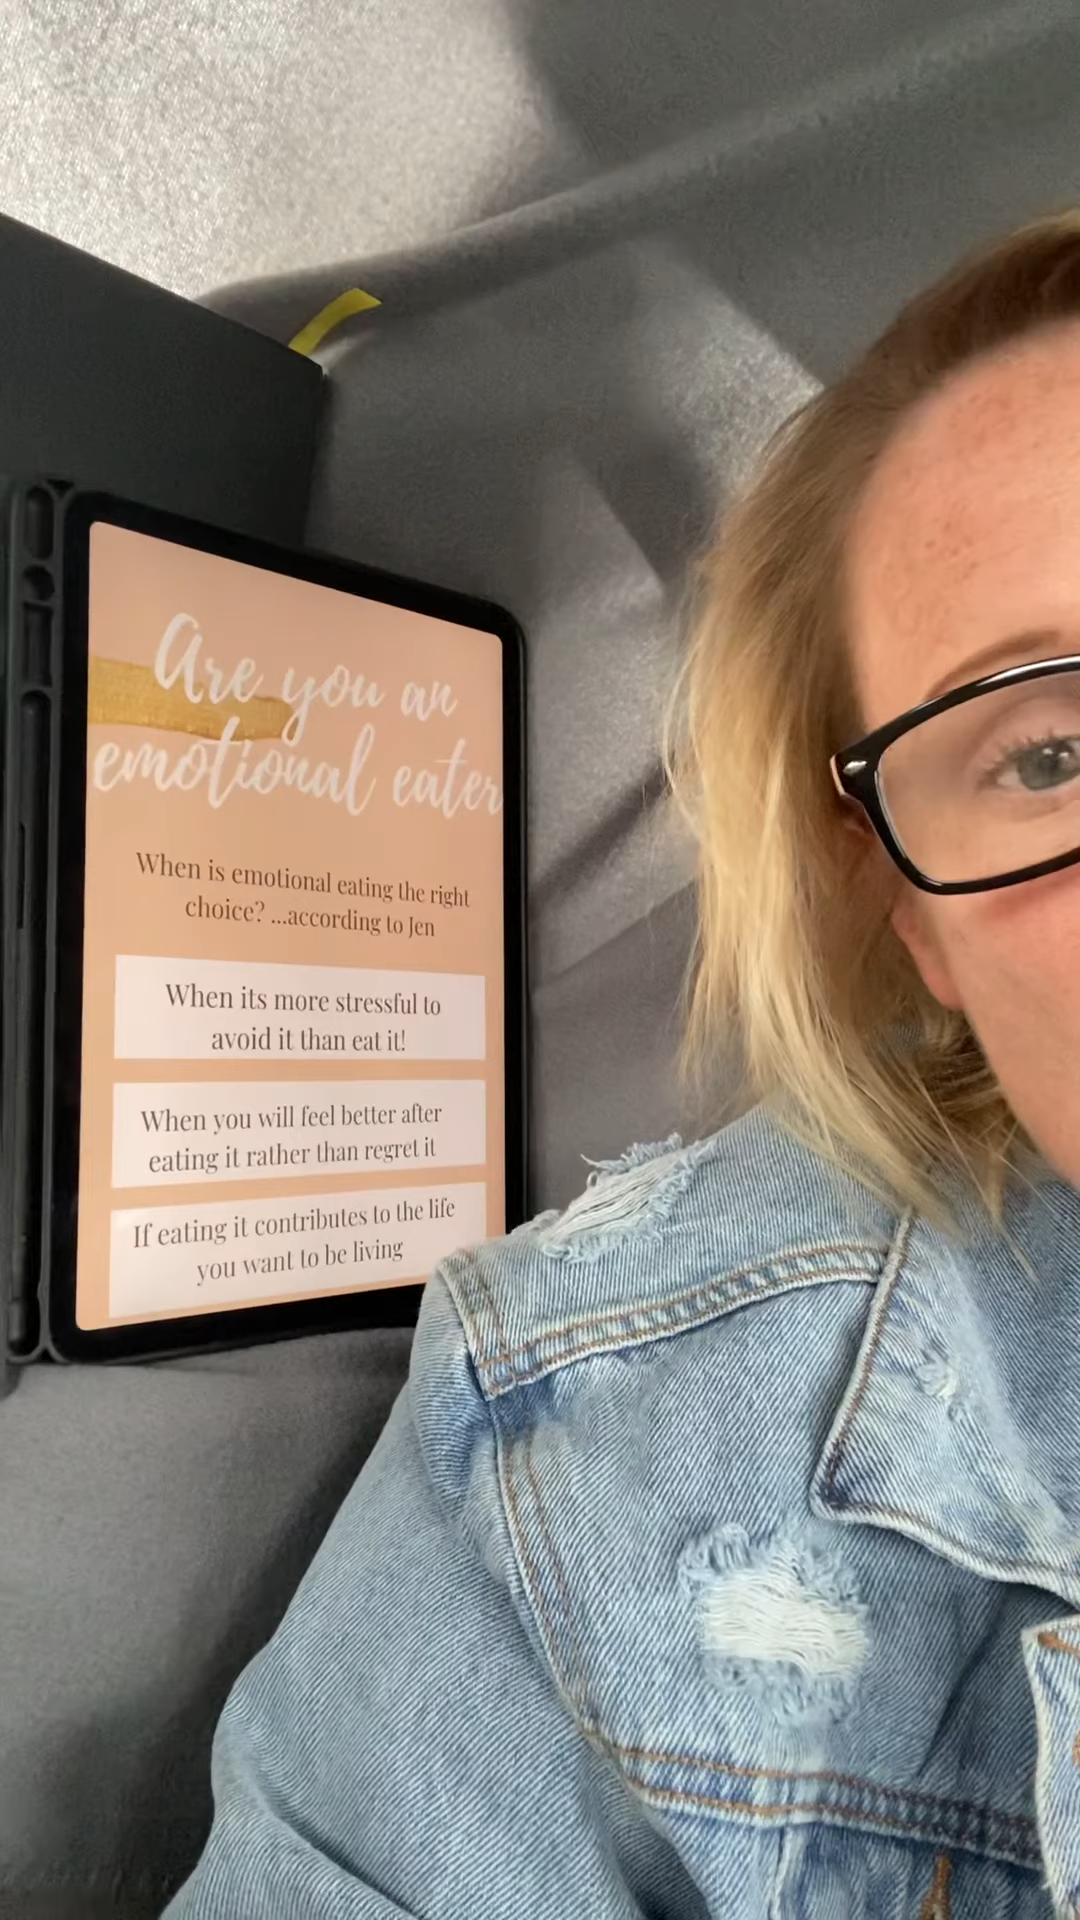 Are you an
emotional eater
When is emotional eating the right
choice? ...according to Jen
When its more stressful to
avoid it than eat it!
When you will feel better after
eating it rather than regret it
If eating it contributes to the life
you want to be living